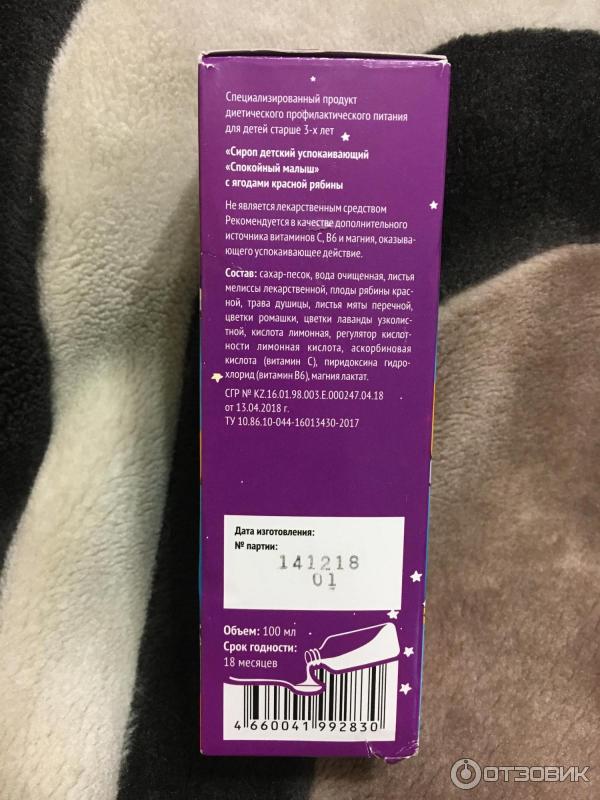 Специализированный продукт
диетического профилактического питания
для детей старше 3-х лет
«Сироп детский успокаивающий
«Спокойный малыш»
с ягодами красной рябины
Не является лекарственным средством
Рекомендуется в качестве дополнительного
источника витаминов С, В6 и магния, оказыва-
ющего успокаивающее действие.
Состав: сахар-песок, вода очищенная, листья
мелиссы лекарственной, плоды рябины крас-
ной, трава душицы, листья мяты перечной,
цветки ромашки, цветки лаванды узколист-
ной, кислота лимонная, регулятор кислот-
ности лимонная кислота, аскорбиновая
кислота (витамин С), пиридоксина гидро-
хлорид (витамин В6), магния лактат.
СГР № KZ.16.01.98.003.E.000247.04.18
от 13.04.2018 г.
ТУ 10.86.10-044-16013430-2017
Дата изготовления:
№ партии:
141218
01
Объем: 100 мл
Срок годности:
18 месяцев
4 660041 992830
ОТЗОВИК